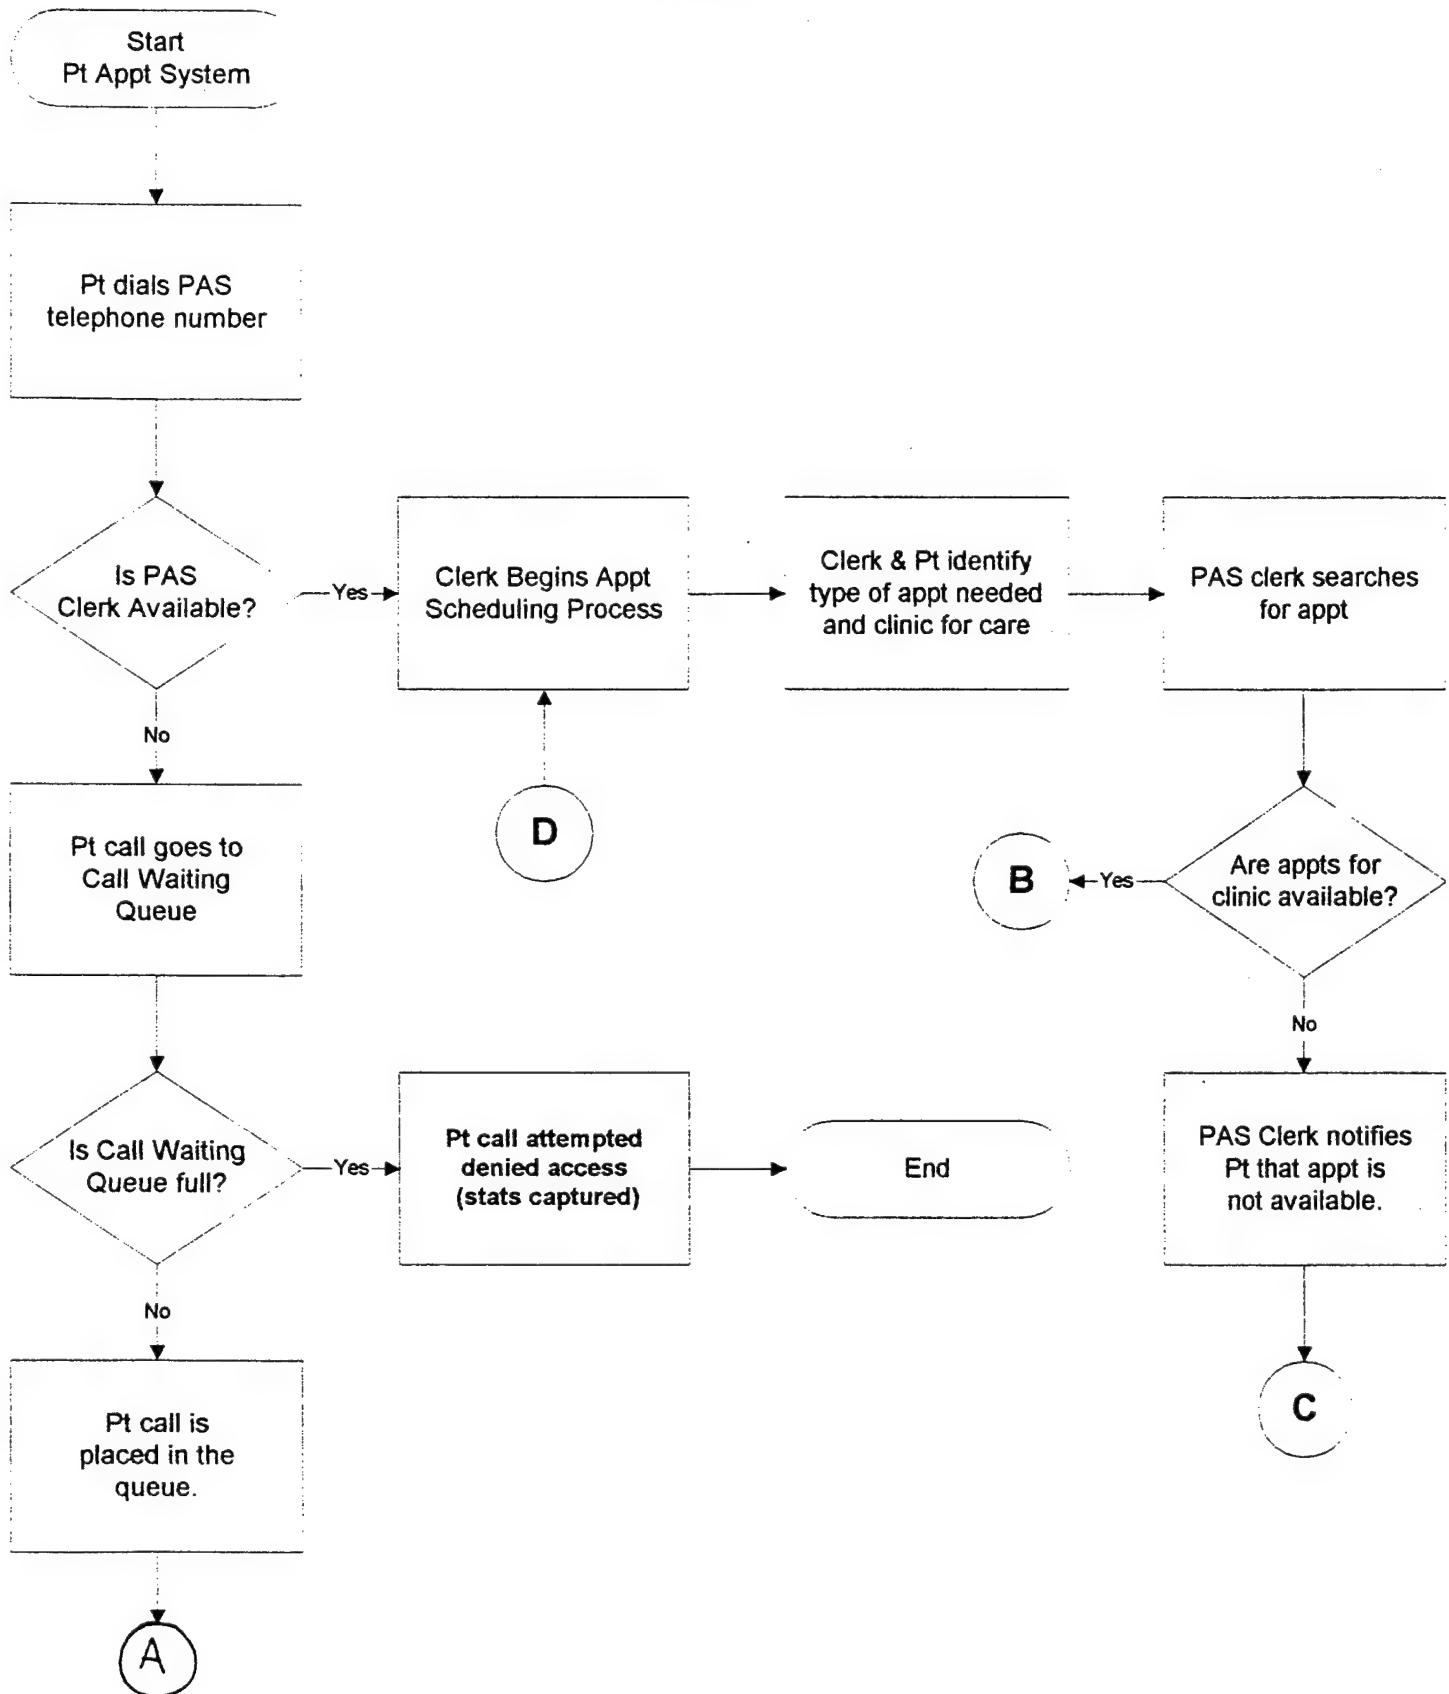 Start
Pt Appt System
Pt dials PAS
telephone number
Is PAS
Clerk Available?
Yes
Clerk Begins Appt
Scheduling Process
Clerk & Pt identify
type of appt needed
and clinic for care
PAS clerk searches
for appt
No
Pt call goes to
Call Waiting
Queue
D
B
Yes
Are appts for
clinic available?
No
Is Call Waiting
Queue full?
Yes
Pt call attempted
denied access
(stats captured)
End
PAS Clerk notifies
Pt that appt is
not available.
No
Pt call is
placed in the
queue.
C
A